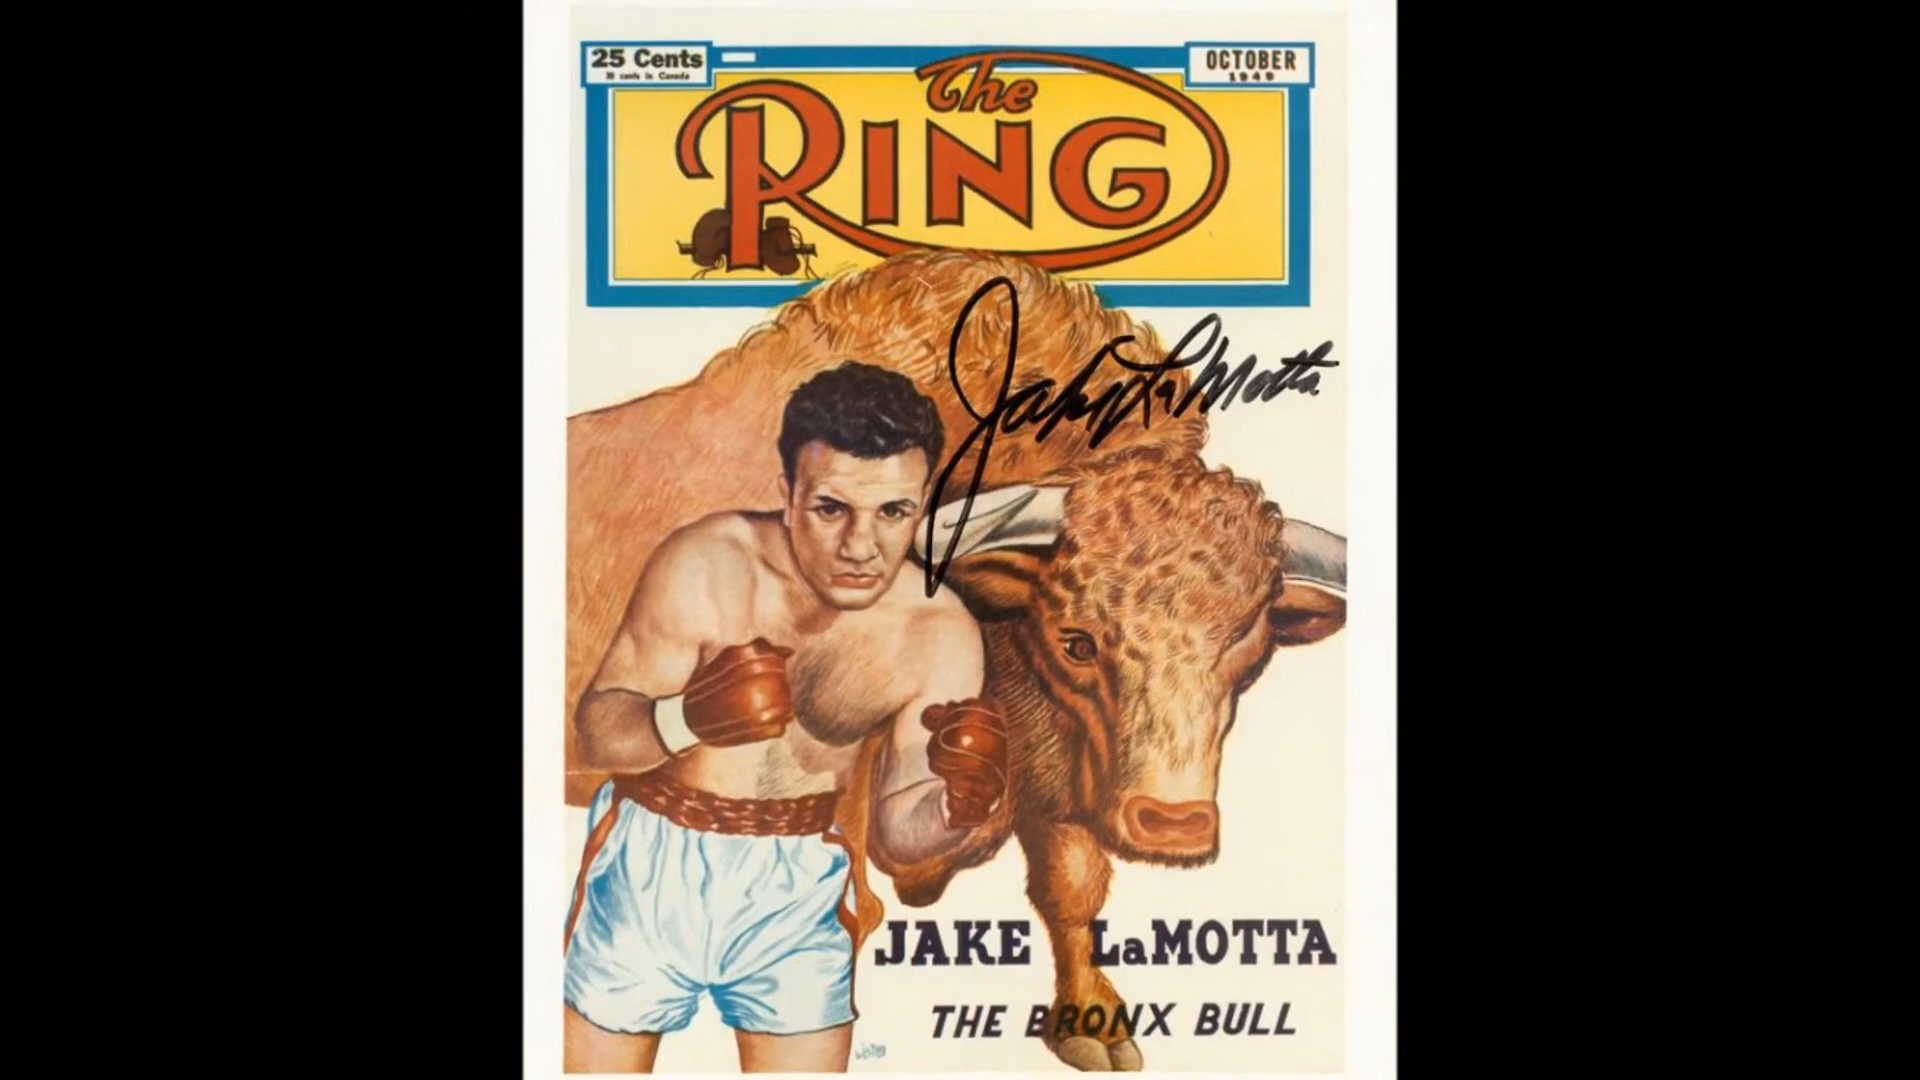 25 Cents
30 cents in Canada
OCTOBER
1949
The
RING
Jake LaMotta
JAKE LaMOTTA
THE BRONX BULL